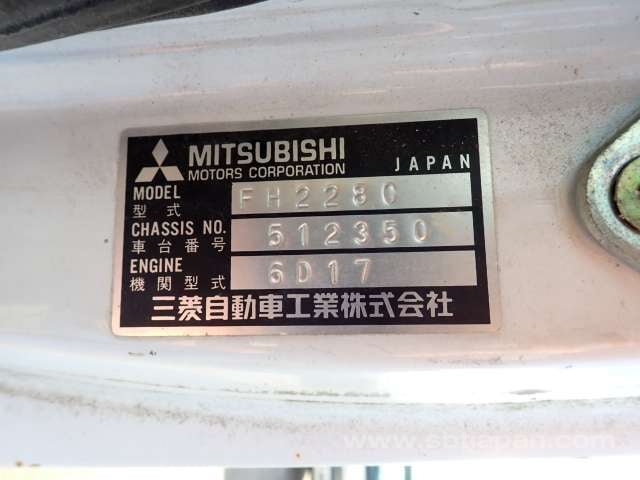 MITSUBISHI
MOTORS CORPORATION JAPAN
MODEL FH2280
型式
CHASSIS NO. 512350
車台番号
ENGINE 6D17
機関型式
三菱自動車工業株式会社
www.sbtjapan.com